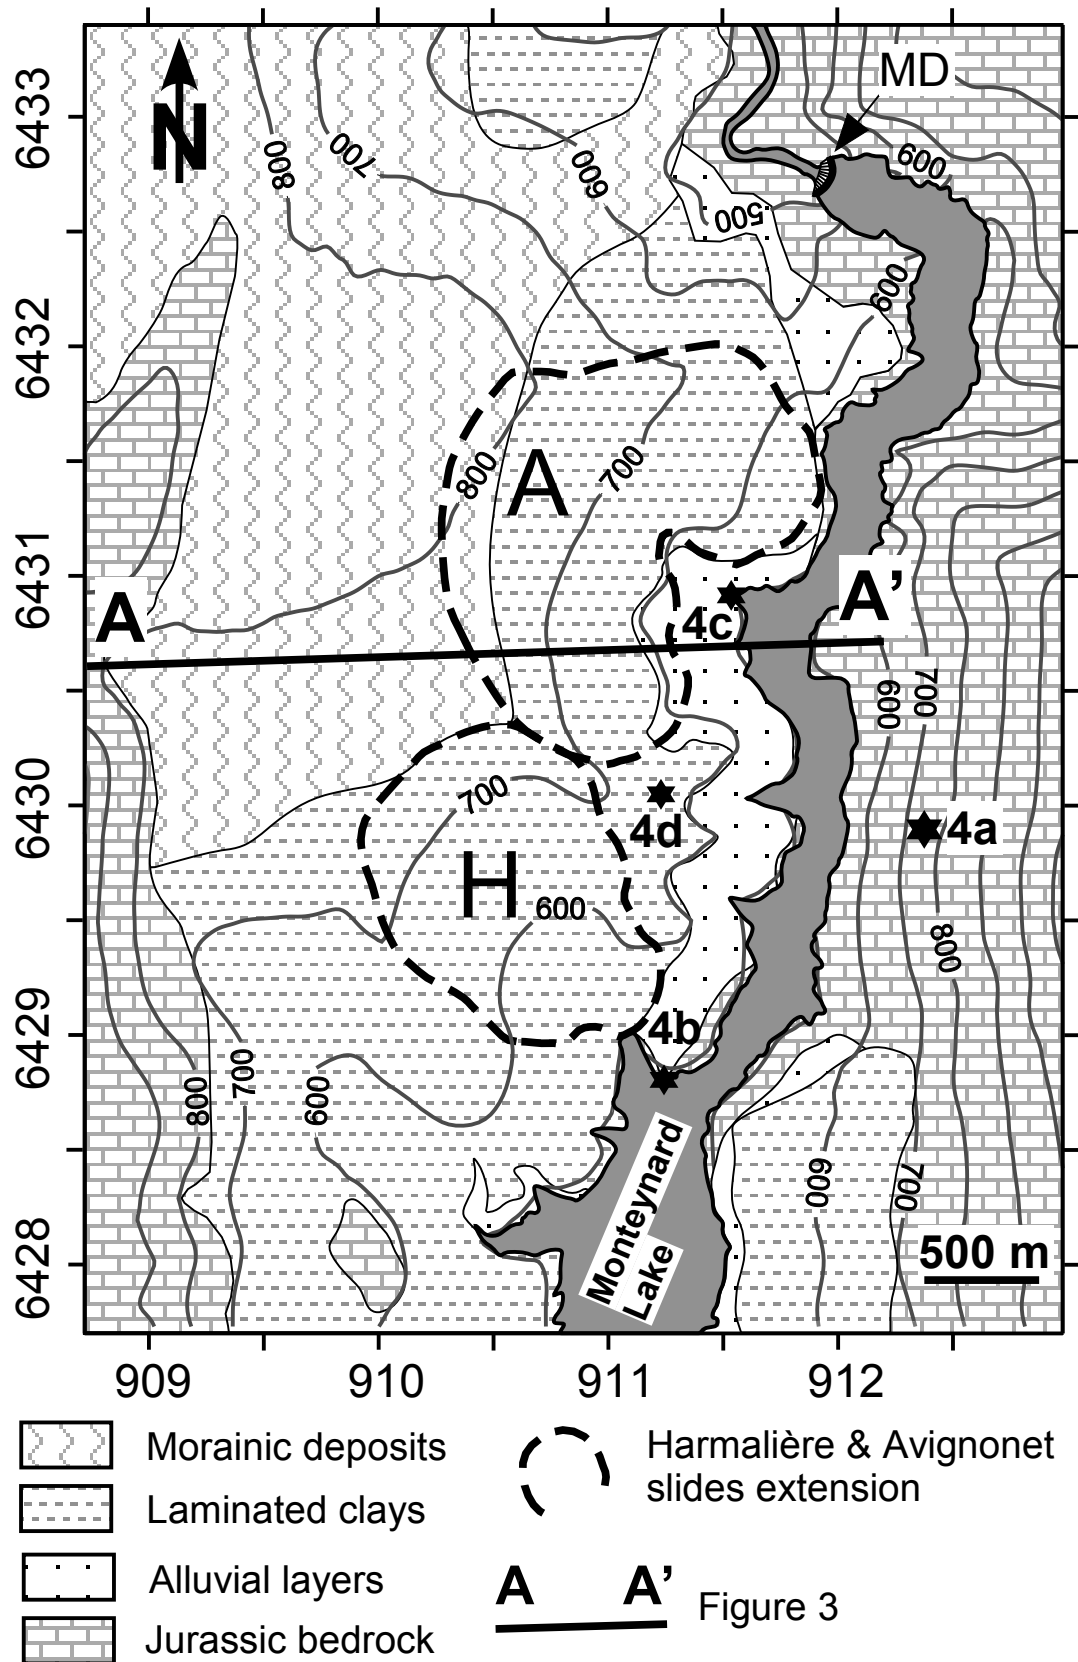 MD
6433
N
800
700
600
600
500
600
6432
800
A
700
6431
A
A'
4c
700
600
6430
700
4d
4a
H
600
800
6429
4b
700
800
600
600
700
Monteynard
Lake
500 m
6428
909
910
911
912
Morainic deposits
Laminated clays
Alluvial layers
Jurassic bedrock
Harmalière & Avignonet
slides extension
A
A'
Figure 3